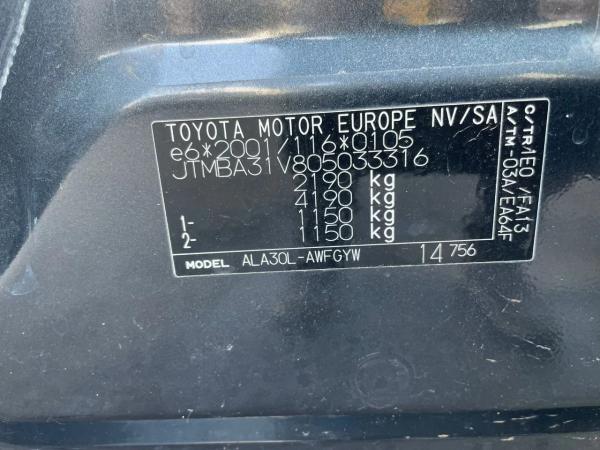 TOYOTA MOTOR EUROPE NV/SA
e6*2001/116*0105
JTMBA31V805033316
2190 kg
4190 kg
1- 1150 kg
2- 1150 kg
MODEL ALA30L-AWFGYW 14 756
C/TR 1E0 /FA13
A/TM -03A/EA64F